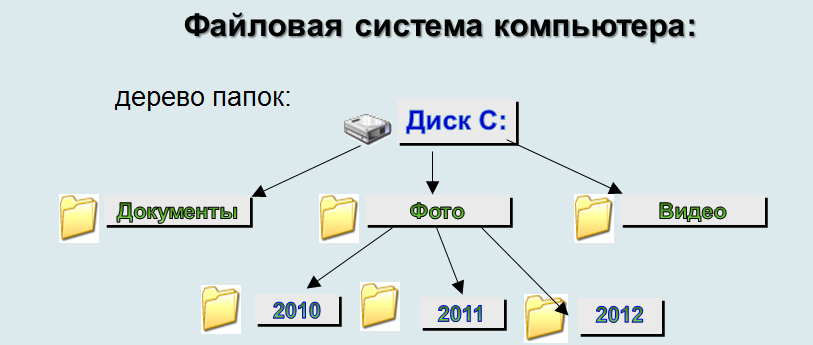 Файловая система компьютера:
дерево папок:
Диск С:
Документы
Фото
Видео
2010
2011
2012